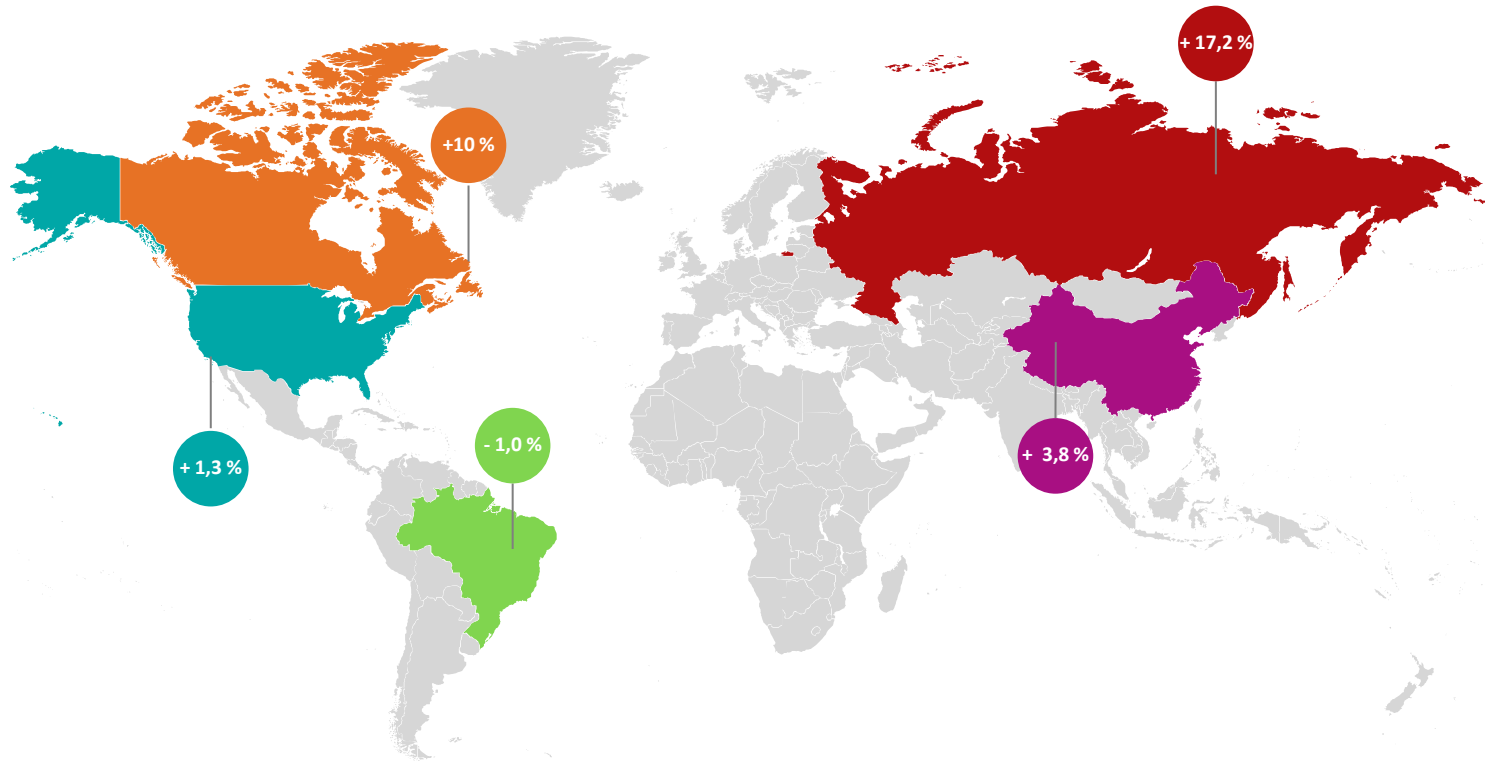 + 17,2 %
+10 %
- 1,0 %
+ 3,8 %
+ 1,3 %